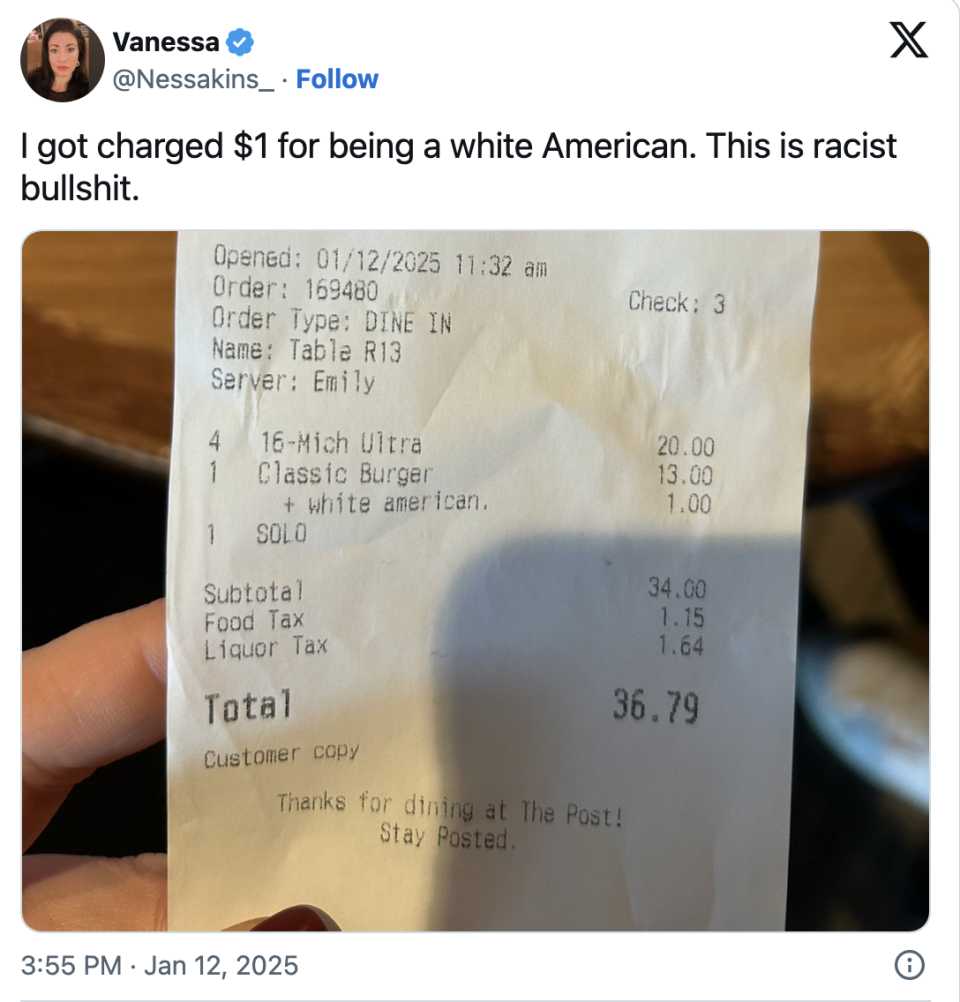 Vanessa
@Nessakins_ · Follow
I got charged $1 for being a white American. This is racist
bullshit.
Opened: 01/12/2025 11:32 am
Order: 169480
Check: 3
Order Type: DINE IN
Name: Table R13
Server: Emily
4 16-Mich Ultra 20.00
1 Classic Burger 13.00
+ white american. 1.00
1 SOLO
Subtotal 34.00
Food Tax 1.15
Liquor Tax 1.64
Total 36.79
Customer copy
Thanks for dining at The Post!
Stay Posted.
3:55 PM · Jan 12, 2025